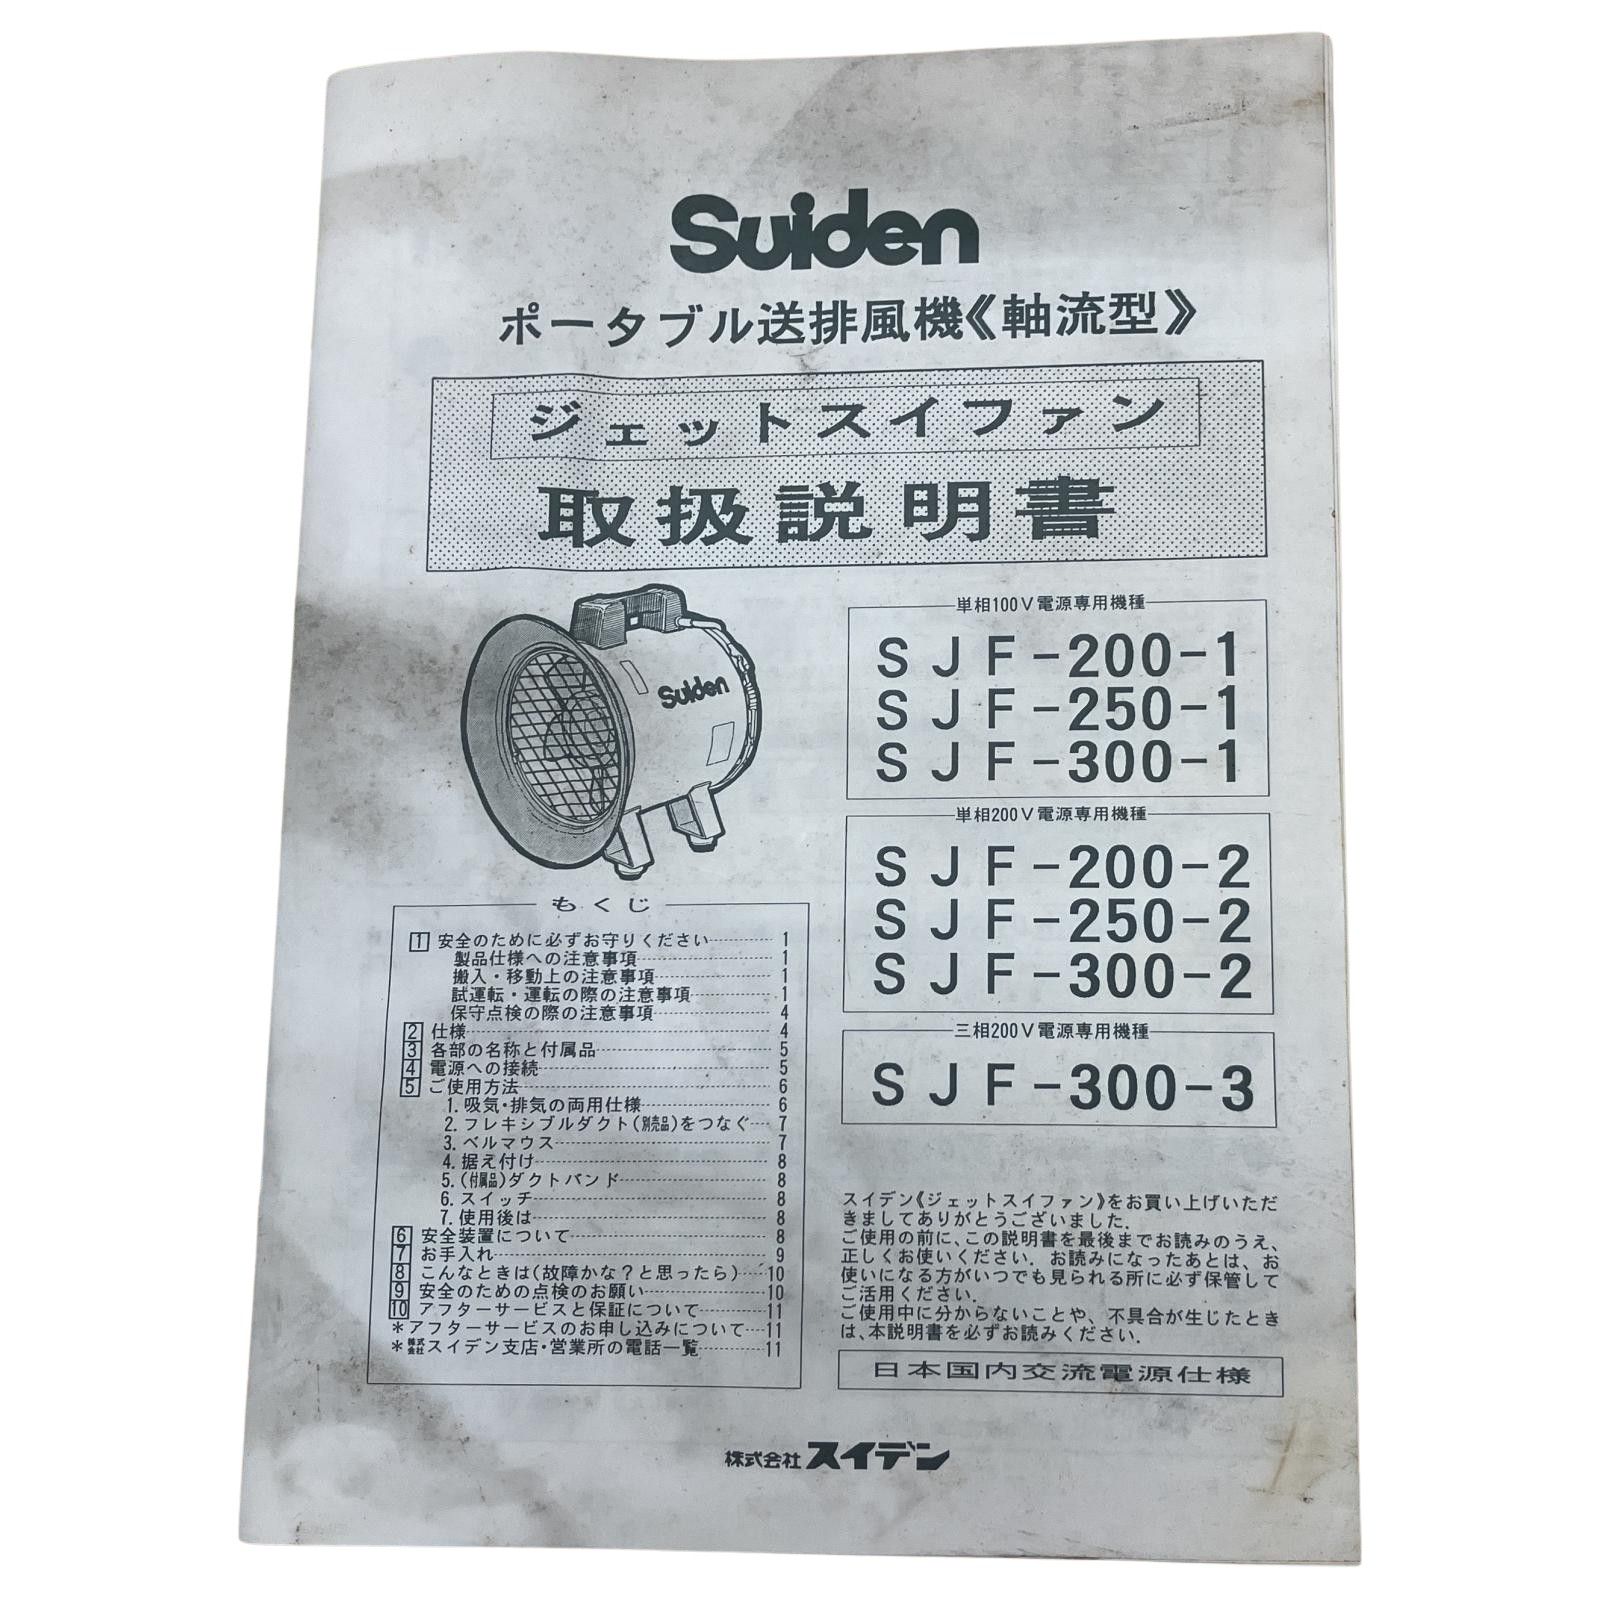 Suiden
ポータブル送排風機《軸流型》
ジェットスイファン
取扱説明書
Suiden
単相100V電源専用機種
SJF-200-1
SJF-250-1
SJF-300-1
単相200V電源専用機種
SJF-200-2
SJF-250-2
SJF-300-2
三相200V電源専用機種
SJF-300-3
もくじ
1 安全のために必ずお守りください 1
製品仕様への注意事項 1
搬入・移動上の注意事項 1
試運転・運転の際の注意事項 1
保守点検の際の注意事項 4
2 仕様 4
3 各部の名称と付属品 5
4 電源への接続 5
5 ご使用方法 6
1. 吸気・排気の両用仕様 6
2. フレキシブルダクト(別売品)をつなぐ 7
3. ベルマウス 7
4. 据え付け 8
5. (付属品)ダクトバンド 8
6. スイッチ 8
7. 使用後は 8
6 安全装置について 8
7 お手入れ 9
8 こんなときは(故障かな?と思ったら) 10
9 安全のための点検のお願い 10
10 アフターサービスと保証について 11
*アフターサービスのお申し込みについて 11
*株式会社スイデン支店・営業所の電話一覧 11
スイデン《ジェットスイファン》をお買い上げいただ
きましてありがとうございました.
ご使用の前に、この説明書を最後までお読みのうえ、
正しくお使いください. お読みになったあとは、お
使いになる方がいつでも見られる所に必ず保管して
ご活用ください.
ご使用中に分からないことや、不具合が生じたとき
は、本説明書を必ずお読みください.
日本国内交流電源仕様
株式会社スイデン